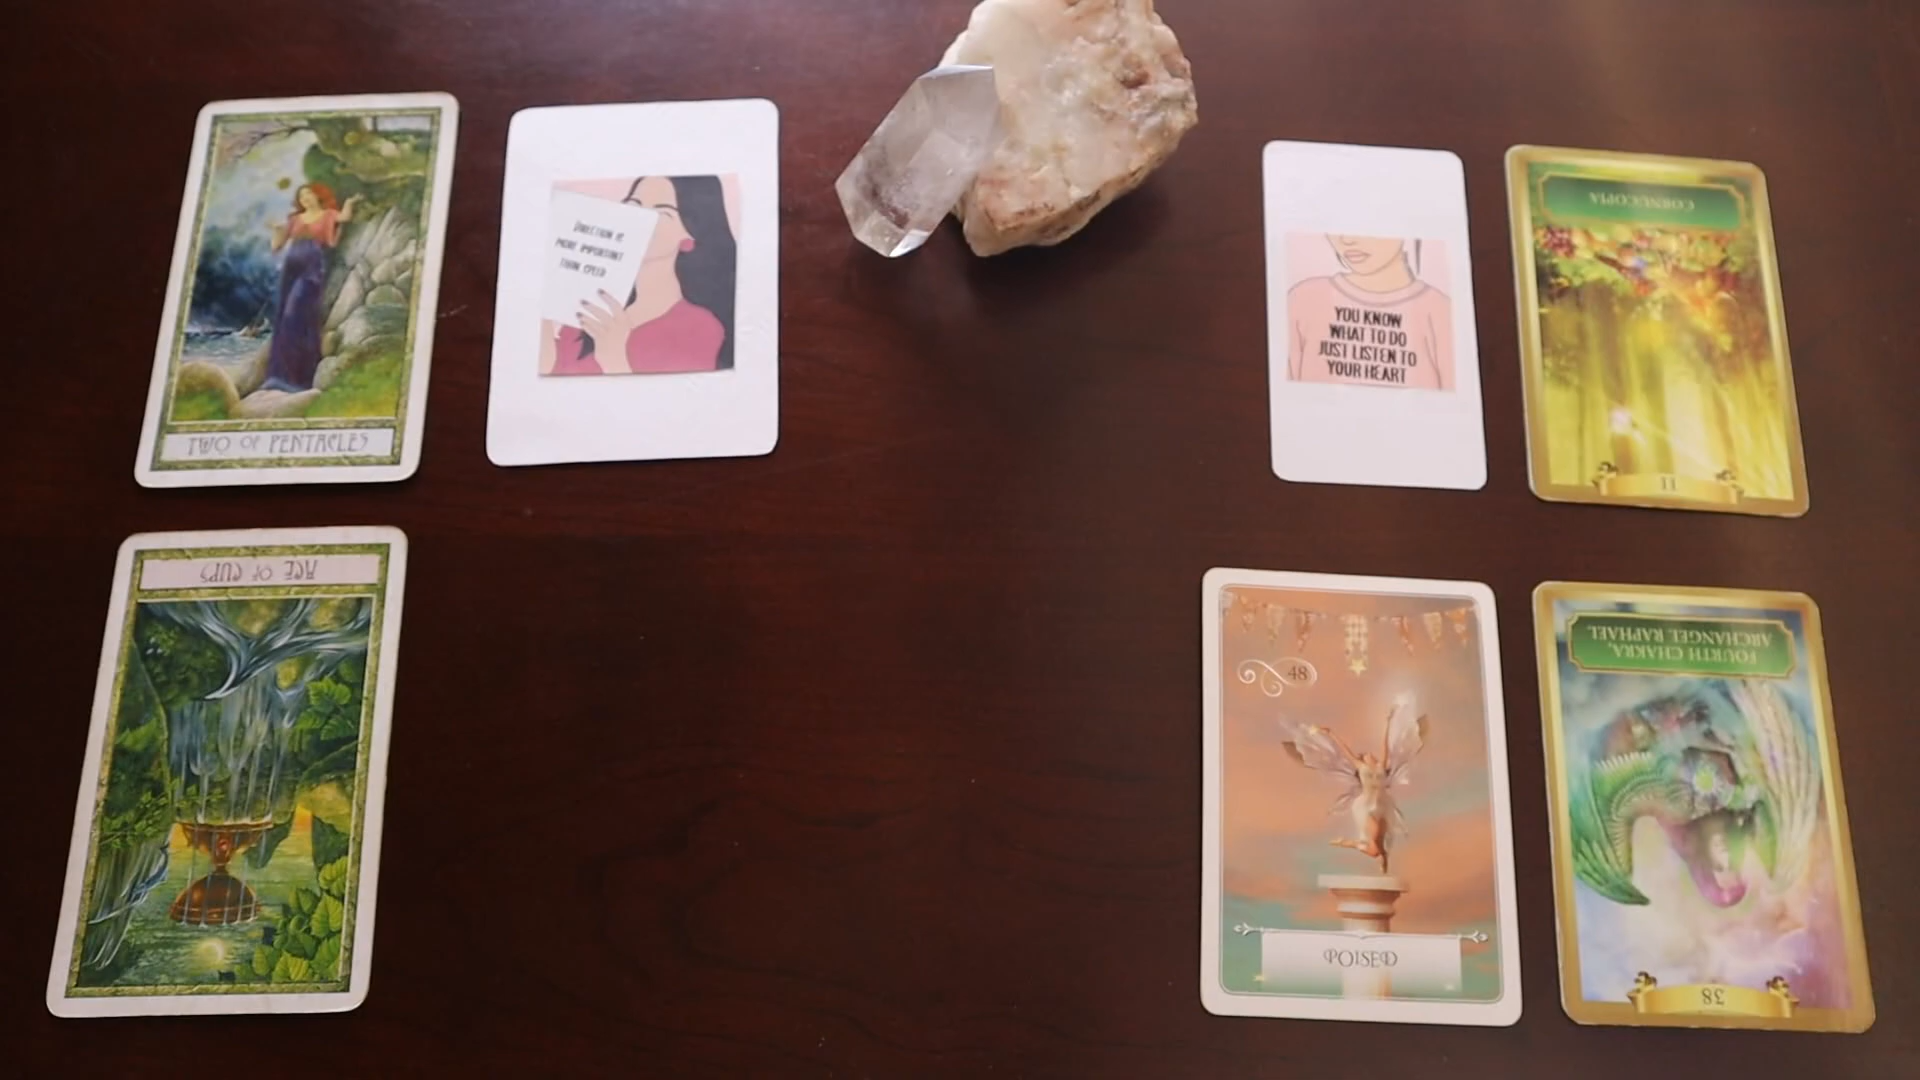 TWO OF PENTACLES
DIRECTION IS
MORE IMPORTANT
THAN SPEED
YOU KNOW
WHAT TO DO
JUST LISTEN TO
YOUR HEART
CORNUCOPIA
11
ACE OF CUPS
48
POISED
FOURTH CHAKRA,
ARCHANGEL RAPHAEL
38